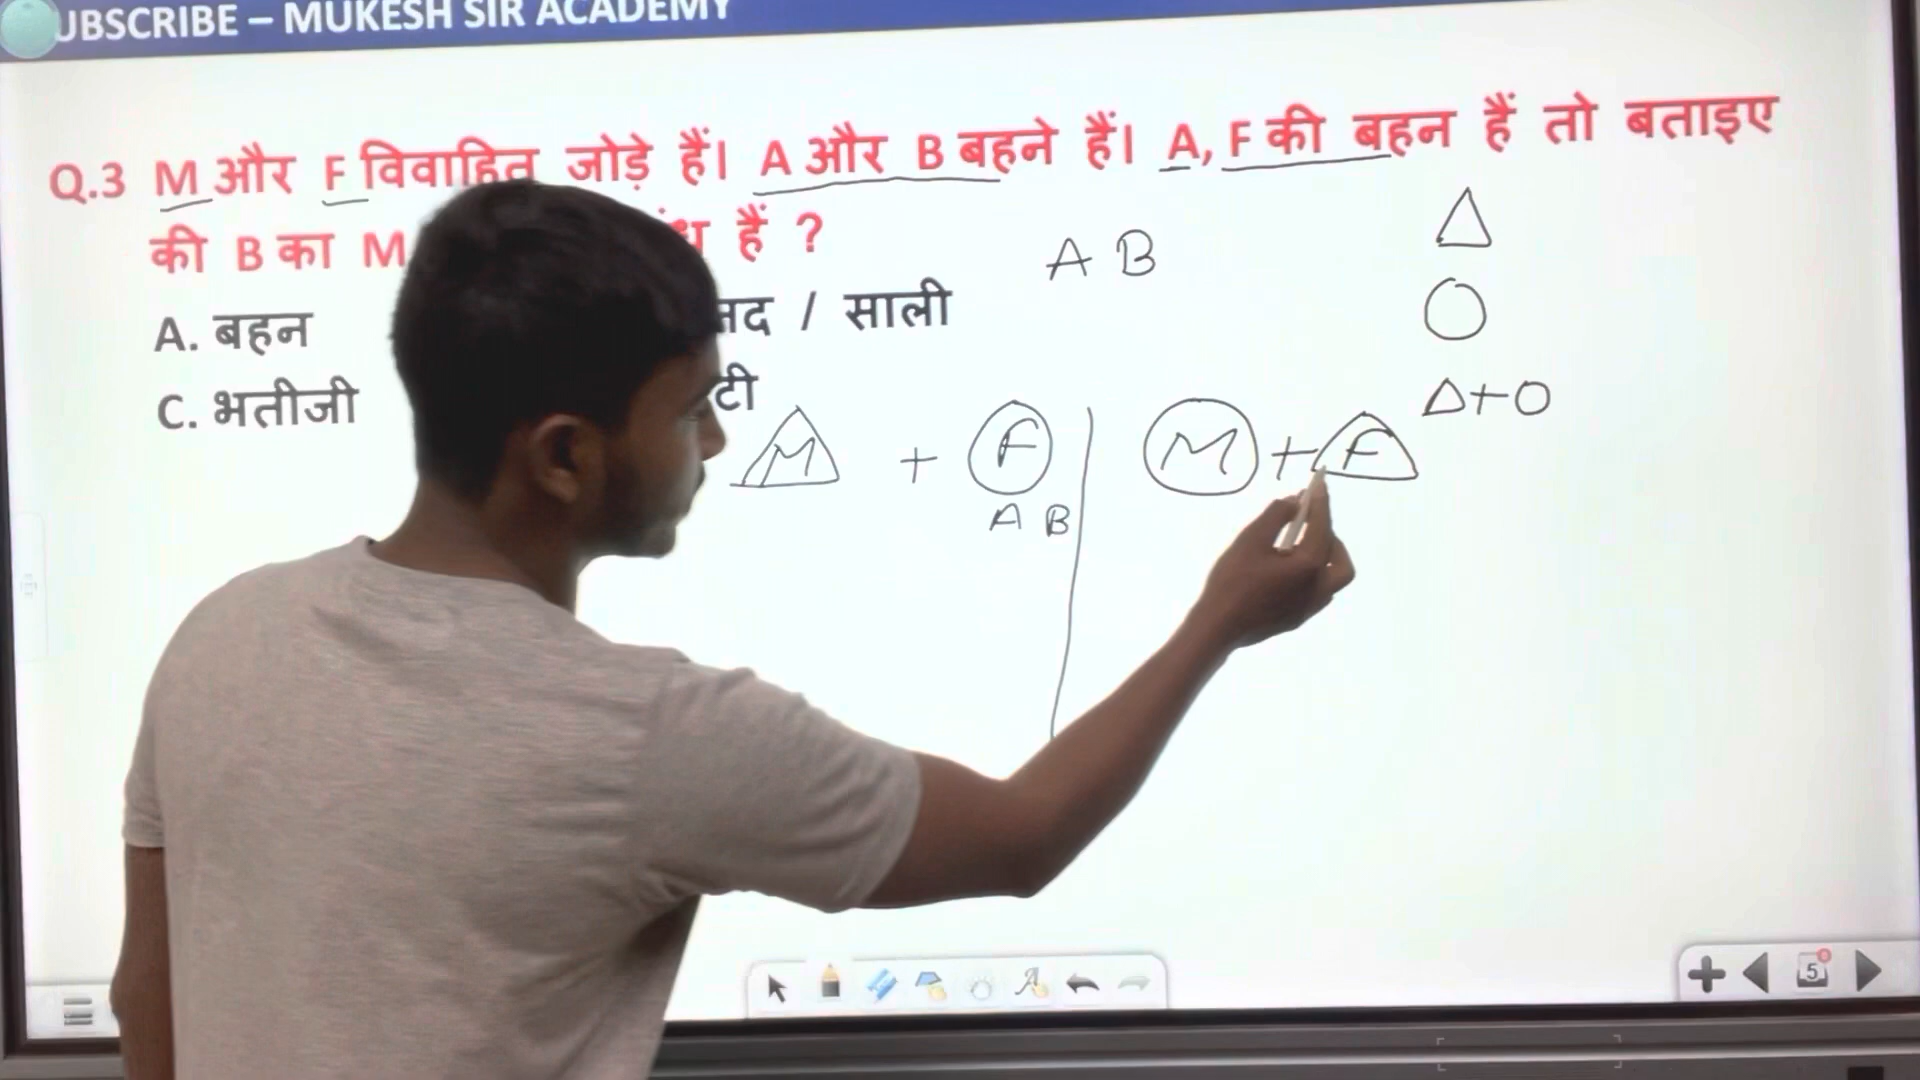 UBSCRIBE – MUKESH SIR ACADEMY
Q.3 M और F विवाहित जोड़े हैं। A और B बहने हैं। A, F की बहन हैं तो बताइए
की B का M हैं ?
A B
A. बहन / साली
C. भतीजी
Δ+O
M + F M + F
A B
5